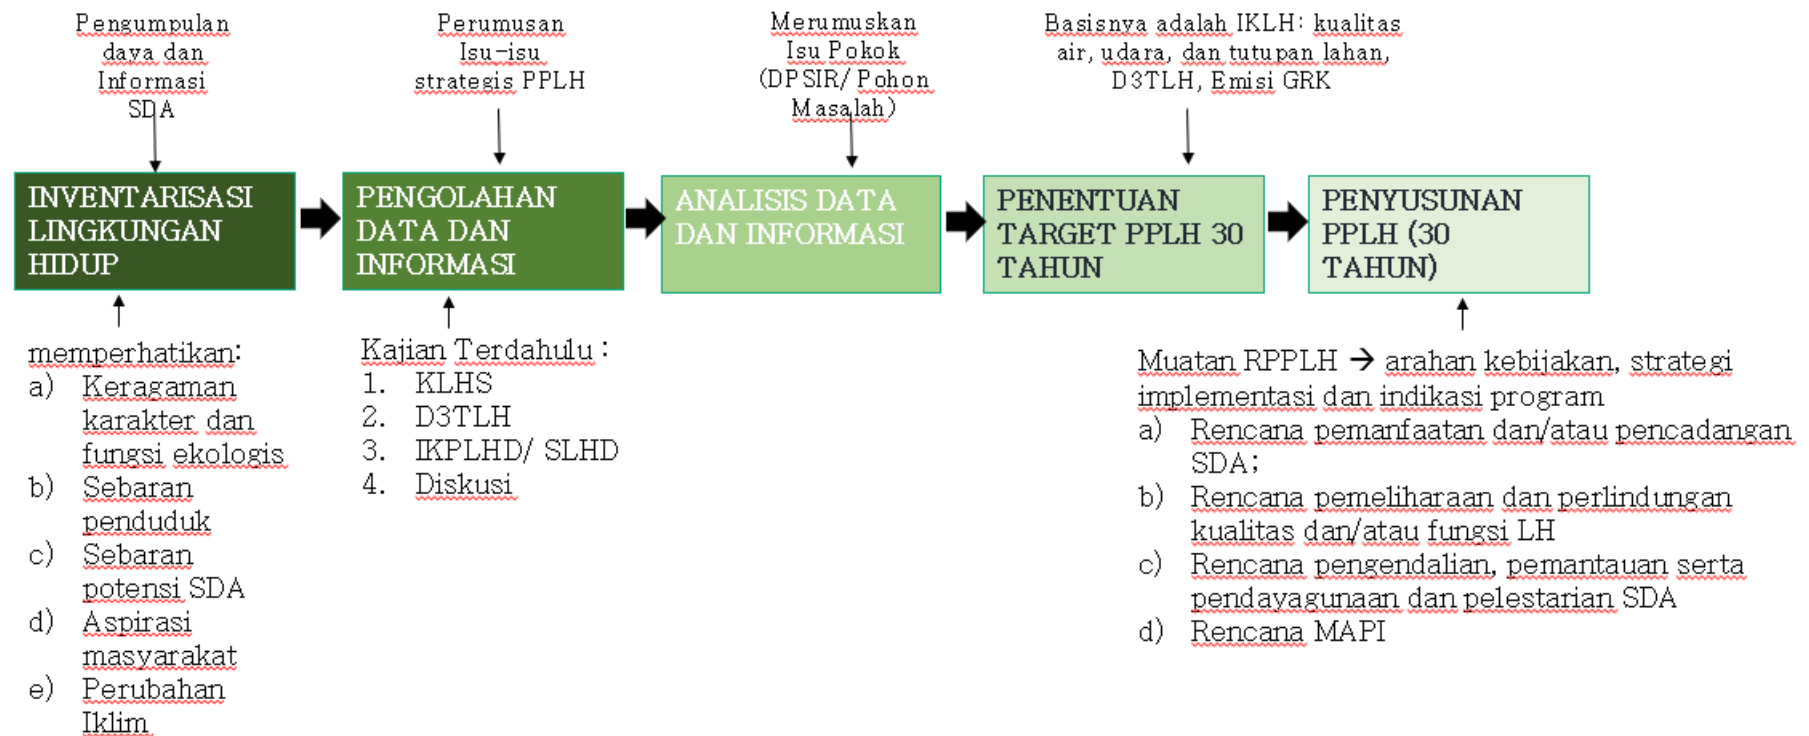 Pengumpulan
daya dan
Informasi
SDA
Perumusan
Isu-isu
strategis PPLH
Merumuskan
Isu Pokok
(DPSIR/ Pohon
Masalah)
Basisnya adalah IKLH: kualitas
air, udara, dan tutupan lahan,
D3TLH, Emisi GRK
INVENTARISASI
LINGKUNGAN
HIDUP
PENGOLAHAN
DATA DAN
INFORMASI
ANALISIS DATA
DAN INFORMASI
PENENTUAN
TARGET PPLH 30
TAHUN
PENYUSUNAN
PPLH (30
TAHUN)
memperhatikan:
a) Keragaman
karakter dan
fungsi ekologis
b) Sebaran
penduduk
c) Sebaran
potensi SDA
d) Aspirasi
masyarakat
e) Perubahan
Iklim
Kajian Terdahulu :
1. KLHS
2. D3TLH
3. IKPLHD/ SLHD
4. Diskusi
Muatan RPPLH → arahan kebijakan, strategi
implementasi dan indikasi program
a) Rencana pemanfaatan dan/atau pencadangan
SDA;
b) Rencana pemeliharaan dan perlindungan
kualitas dan/atau fungsi LH
c) Rencana pengendalian, pemantauan serta
pendayagunaan dan pelestarian SDA
d) Rencana MAPI